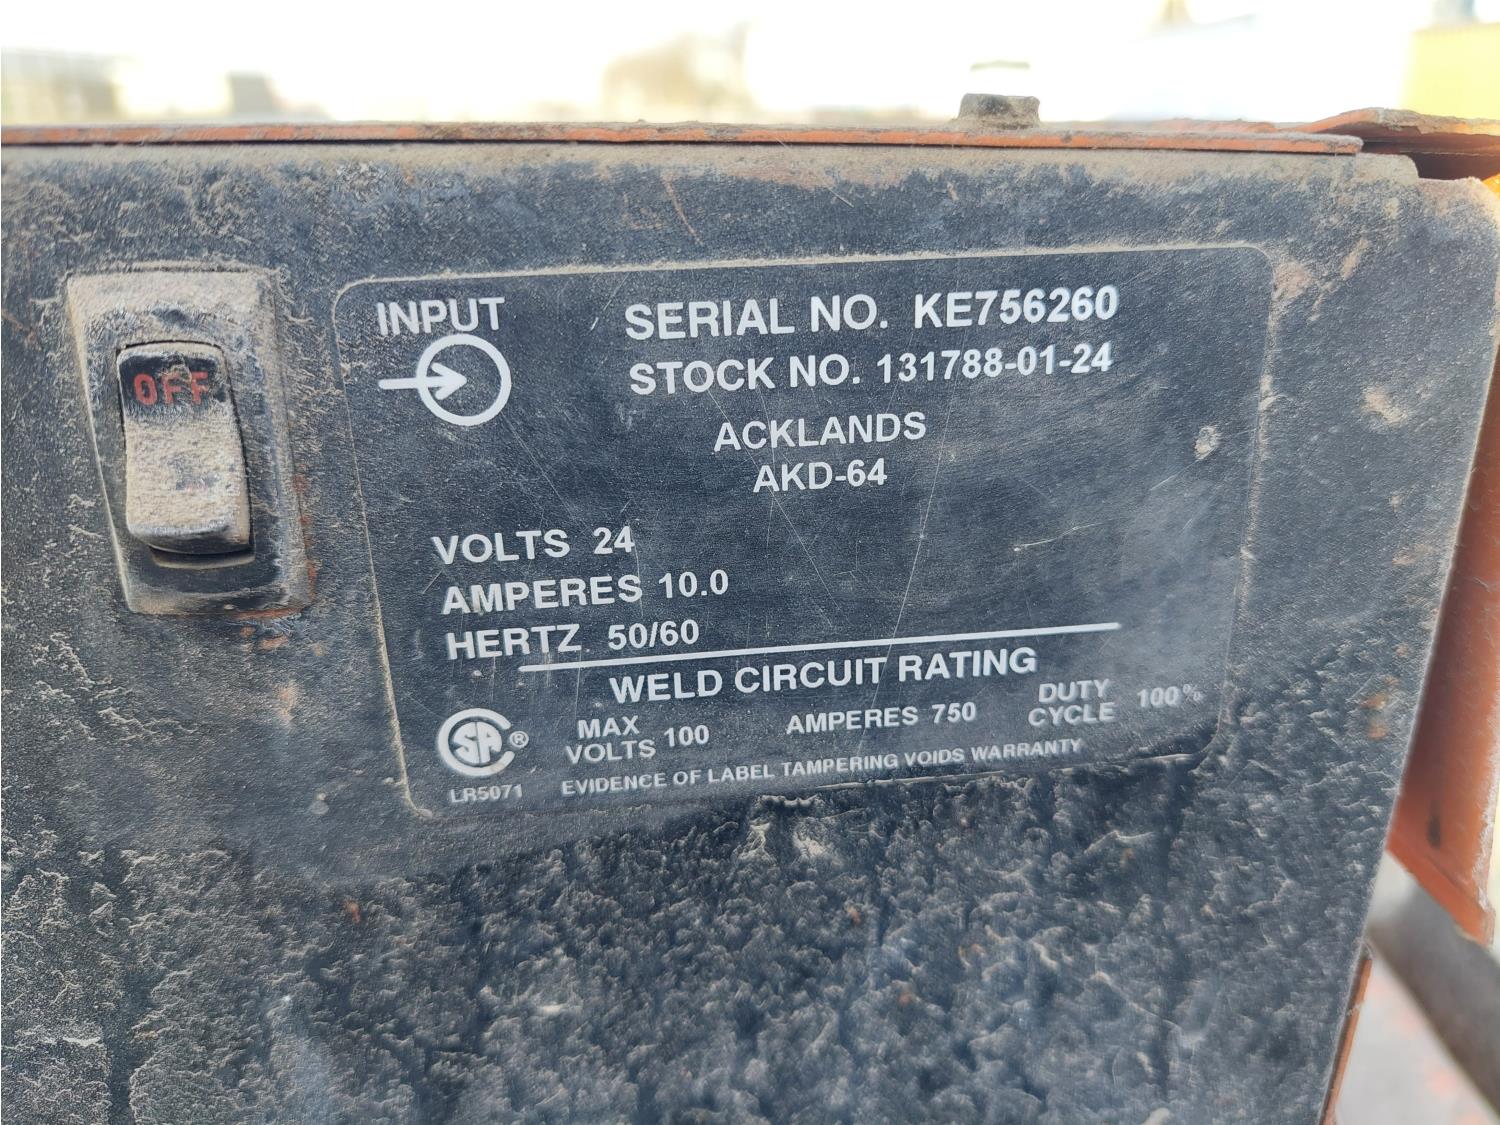 OFF
INPUT
SERIAL NO. KE756260
STOCK NO. 131788-01-24
ACKLANDS
AKD-64
VOLTS 24
AMPERES 10.0
HERTZ 50/60
WELD CIRCUIT RATING
MAX VOLTS 100 AMPERES 750 DUTY CYCLE 100%
SA®
LR5071
EVIDENCE OF LABEL TAMPERING VOIDS WARRANTY